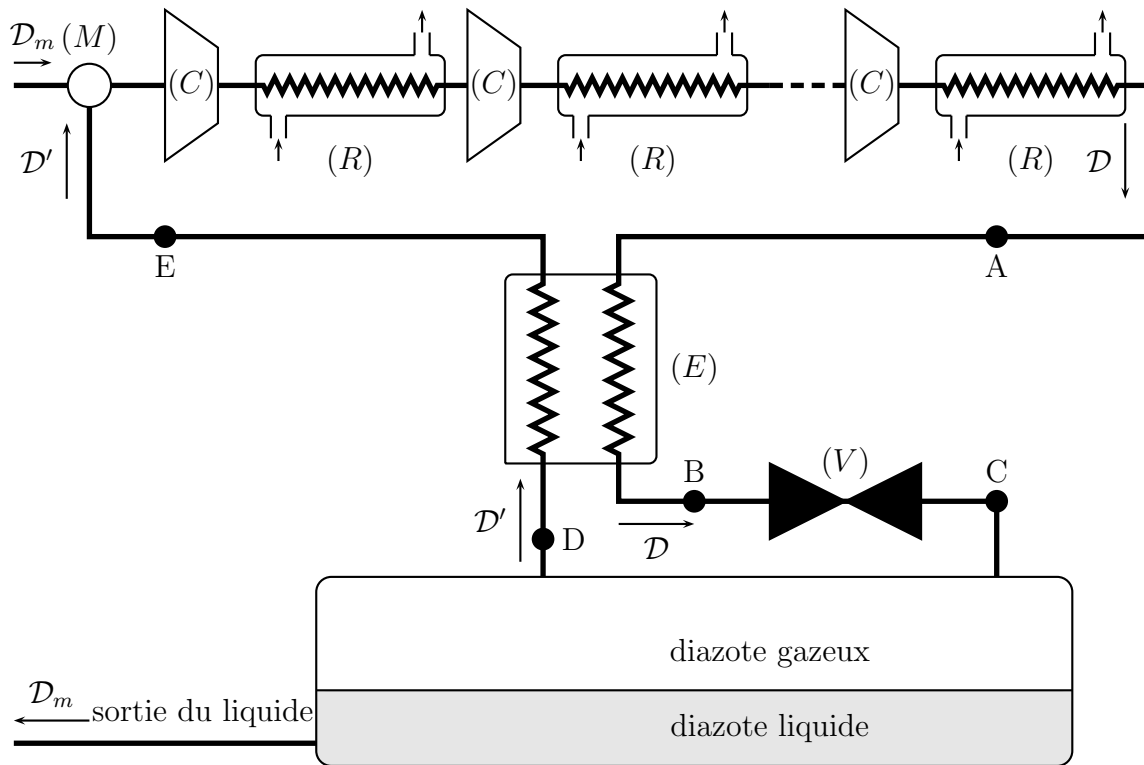 𝒟ₘ (M)
(C)
(C)
(C)
(R)
(R)
(R)
𝒟′
𝒟
E
A
(E)
B
(V)
C
𝒟′
D
𝒟
diazote gazeux
𝒟ₘ
sortie du liquide
diazote liquide